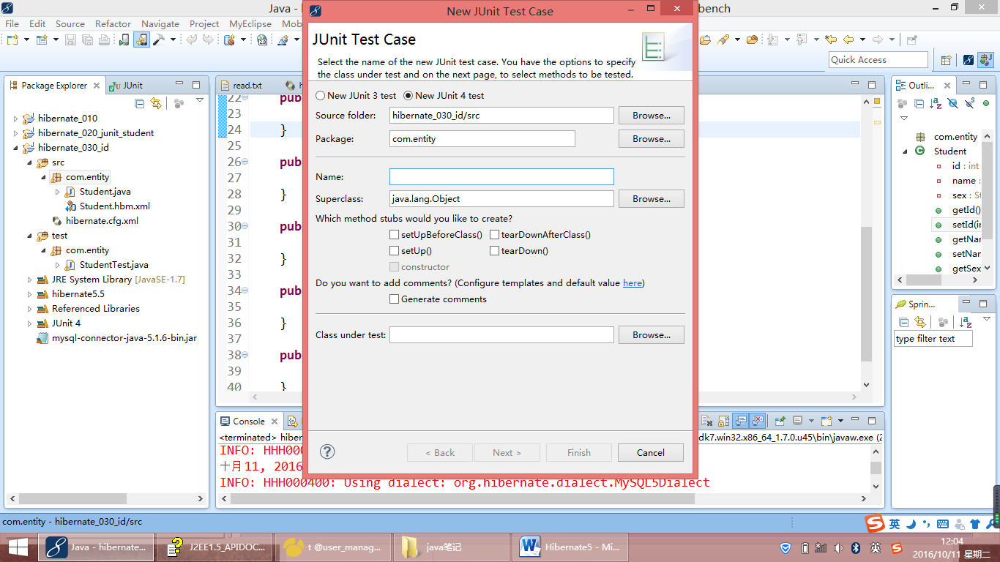 Java - h
New JUnit Test Case
bench
File Edit Source Refactor Navigate Project MyEclipse Mob
Quick Access
Package Explorer
JUnit
hibernate_010
hibernate_020_junit_student
hibernate_030_id
src
com.entity
Student.java
Student.hbm.xml
hibernate.cfg.xml
test
com.entity
StudentTest.java
JRE System Library [JavaSE-1.7]
hibernate5.5
Referenced Libraries
JUnit 4
mysql-connector-java-5.1.6-bin.jar
read.txt
22 pub
23
24 }
25
26 pub
27
28 }
29
30 pub
31
32 }
33
34 pub
35
36 }
37
38 pub
39
40 }
JUnit Test Case
Select the name of the new JUnit test case. You have the options to specify
the class under test and on the next page, to select methods to be tested.
New JUnit 3 test New JUnit 4 test
Source folder: hibernate_030_id/src Browse...
Package: com.entity Browse...
Name:
Superclass: java.lang.Object Browse...
Which method stubs would you like to create?
setUpBeforeClass() tearDownAfterClass()
setUp() tearDown()
constructor
Do you want to add comments? (Configure templates and default value here)
Generate comments
Class under test: Browse...
? < Back Next > Finish Cancel
Outli...
com.entity
Student
id : int
name :
sex : St
getId()
setId(in
getNar
setNar
getSex
Sprin...
type filter text
Console
<terminated> hiber
dk7.win32.x86_64_1.7.0.u45\bin\javaw.exe (2
INFO: HHH000
十月11, 2016
INFO: HHH000400: Using dialect: org.hibernate.dialect.MySQL5Dialect
com.entity - hibernate_030_id/src
S 英
Java - hibernate...
J2EE1.5_APIDOC...
t @user_manag...
java笔记
Hibernate5 - Mi...
英
S
12:04
2016/10/11 星期二